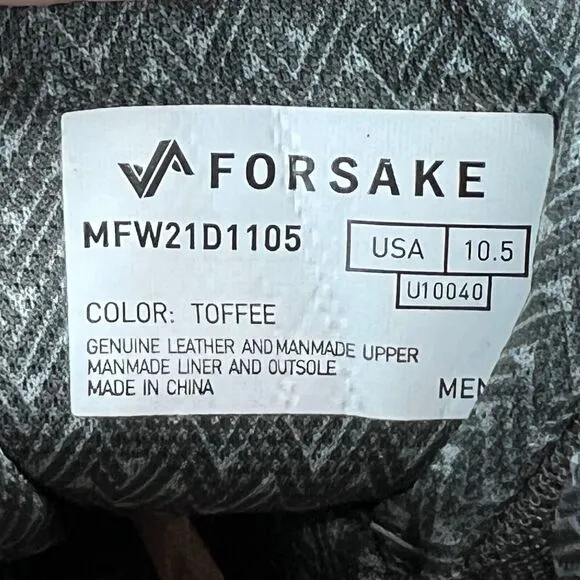 FORSAKE
MFW21D1105
USA 10.5
U10040
COLOR: TOFFEE
GENUINE LEATHER AND MANMADE UPPER
MANMADE LINER AND OUTSOLE
MADE IN CHINA
MEN